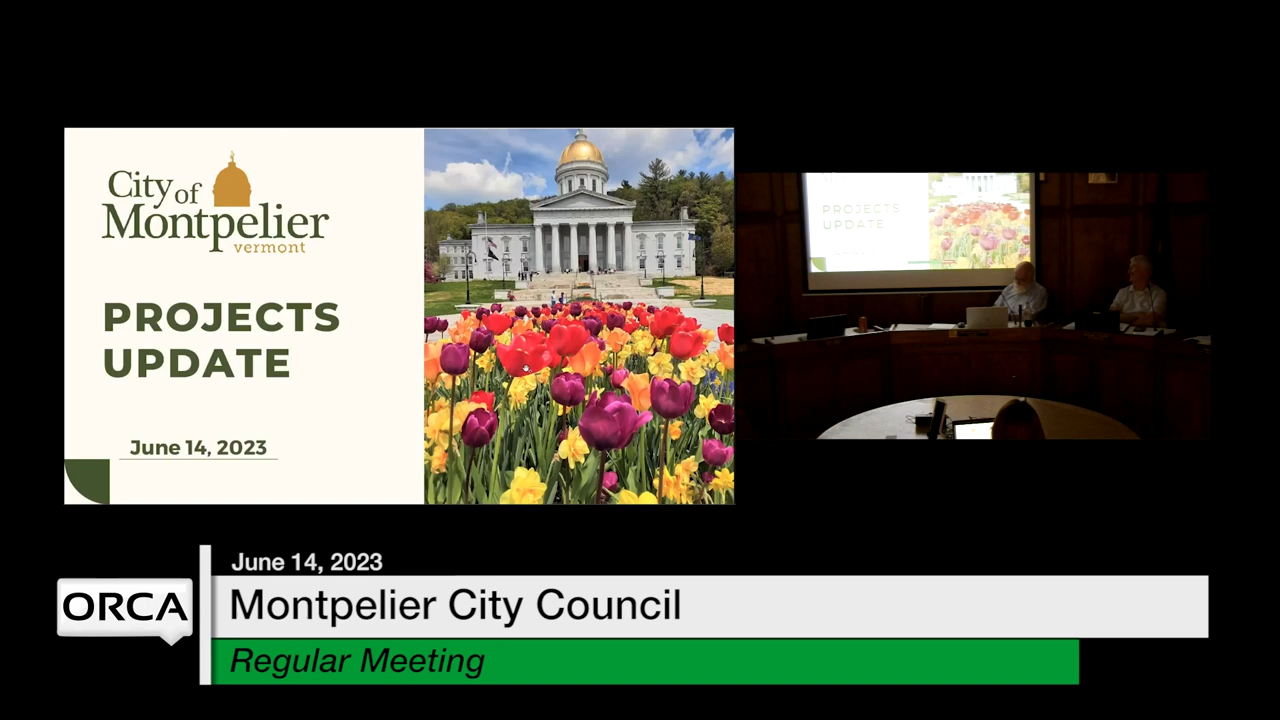 City of
Montpelier
vermont
PROJECTS
UPDATE
June 14, 2023
PROJECTS
UPDATE
June 14, 2023
Montpelier City Council
Regular Meeting
ORCA